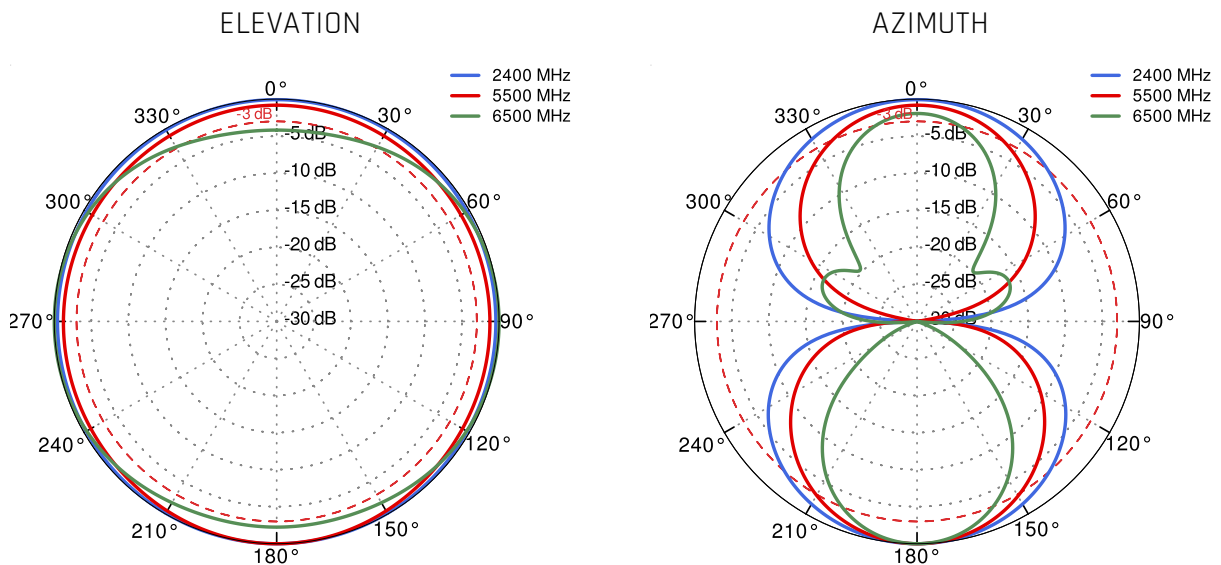 ELEVATION
2400 MHz
5500 MHz
6500 MHz
0°
330°
30°
-3 dB
-5 dB
-10 dB
300°
60°
-15 dB
-20 dB
-25 dB
270°
-30 dB
90°
240°
120°
210°
150°
180°
AZIMUTH
2400 MHz
5500 MHz
6500 MHz
0°
330°
30°
-3 dB
-5 dB
-10 dB
300°
60°
-15 dB
-20 dB
-25 dB
270°
-30 dB
90°
240°
120°
210°
150°
180°